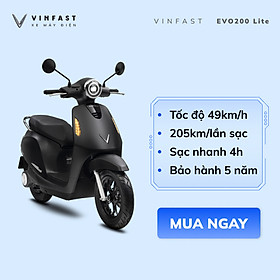 VINFAST
XE MÁY ĐIỆN
VINFAST EVO200 Lite
Tốc độ 49km/h
205km/lần sạc
Sạc nhanh 4h
Bảo hành 5 năm
MUA NGAY